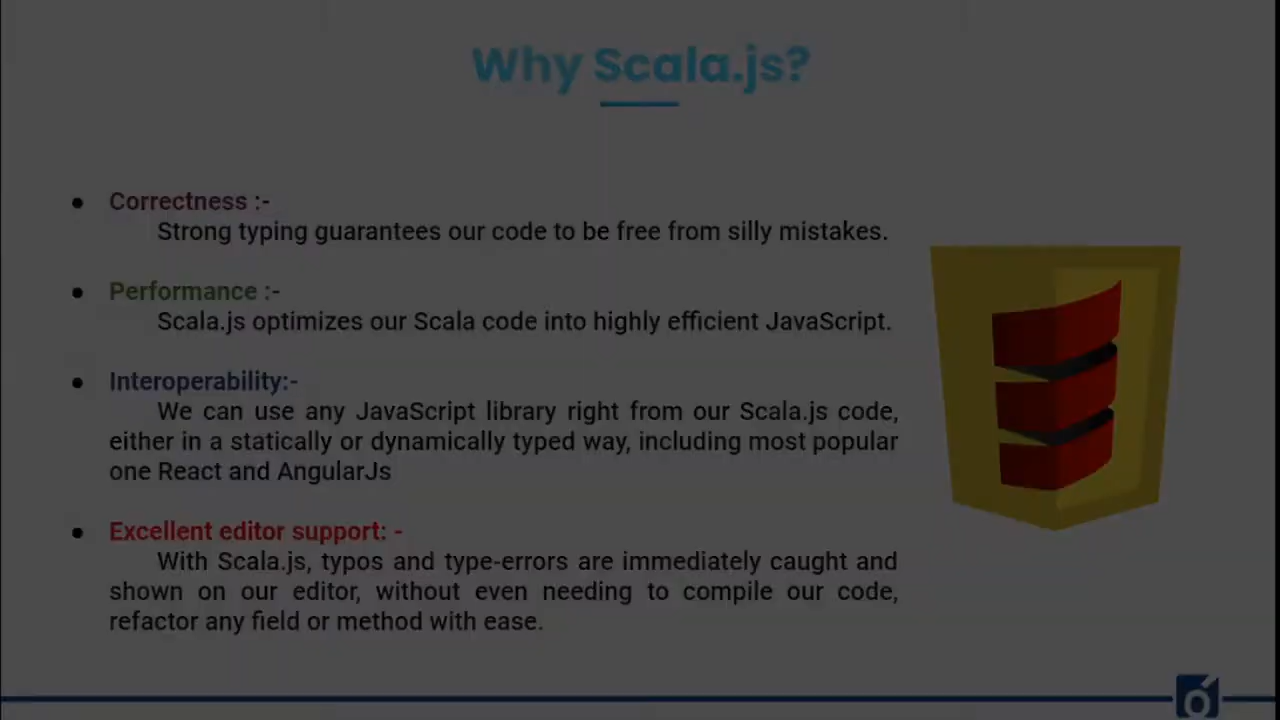 Why Scala.js?
Correctness :-
Strong typing guarantees our code to be free from silly mistakes.
Performance :-
Scala.js optimizes our Scala code into highly efficient JavaScript.
Interoperability:-
We can use any JavaScript library right from our Scala.js code,
either in a statically or dynamically typed way, including most popular
one React and AngularJs
Excellent editor support: -
With Scala.js, typos and type-errors are immediately caught and
shown on our editor, without even needing to compile our code,
refactor any field or method with ease.